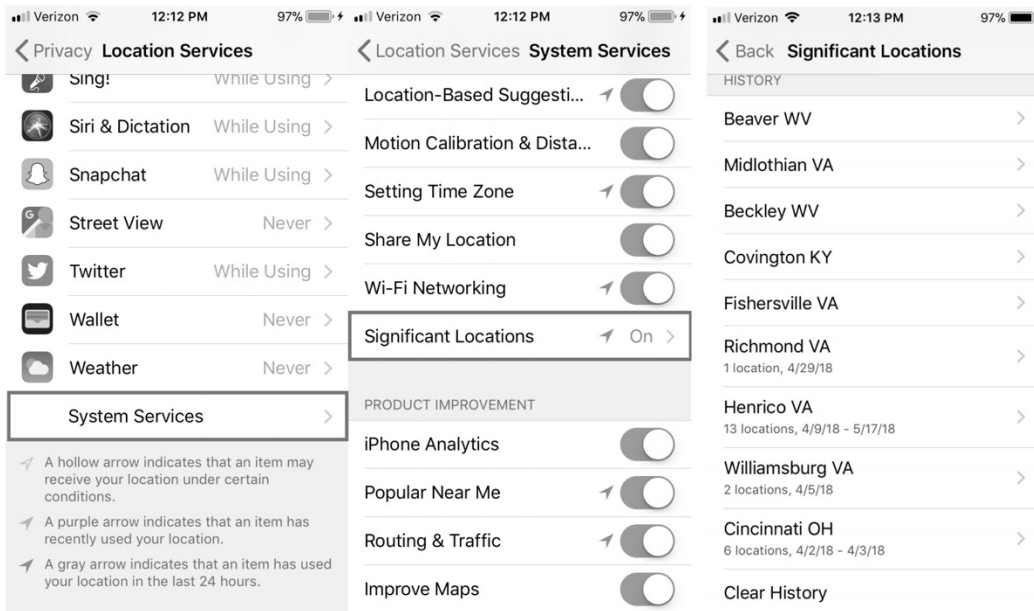 Verizon 12:12 PM 97%
Privacy Location Services
Sing! While Using
Siri & Dictation While Using
Snapchat While Using
G
Street View Never
Twitter While Using
Wallet Never
Weather Never
System Services
A hollow arrow indicates that an item may
receive your location under certain
conditions.
A purple arrow indicates that an item has
recently used your location.
A gray arrow indicates that an item has used
your location in the last 24 hours.
Verizon 12:12 PM 97%
Location Services System Services
Location-Based Suggesti...
Motion Calibration & Dista...
Setting Time Zone
Share My Location
Wi-Fi Networking
Significant Locations On
PRODUCT IMPROVEMENT
iPhone Analytics
Popular Near Me
Routing & Traffic
Improve Maps
Verizon 12:13 PM 97%
Back Significant Locations
HISTORY
Beaver WV
Midlothian VA
Beckley WV
Covington KY
Fishersville VA
Richmond VA
1 location, 4/29/18
Henrico VA
13 locations, 4/9/18 - 5/17/18
Williamsburg VA
2 locations, 4/5/18
Cincinnati OH
6 locations, 4/2/18 - 4/3/18
Clear History